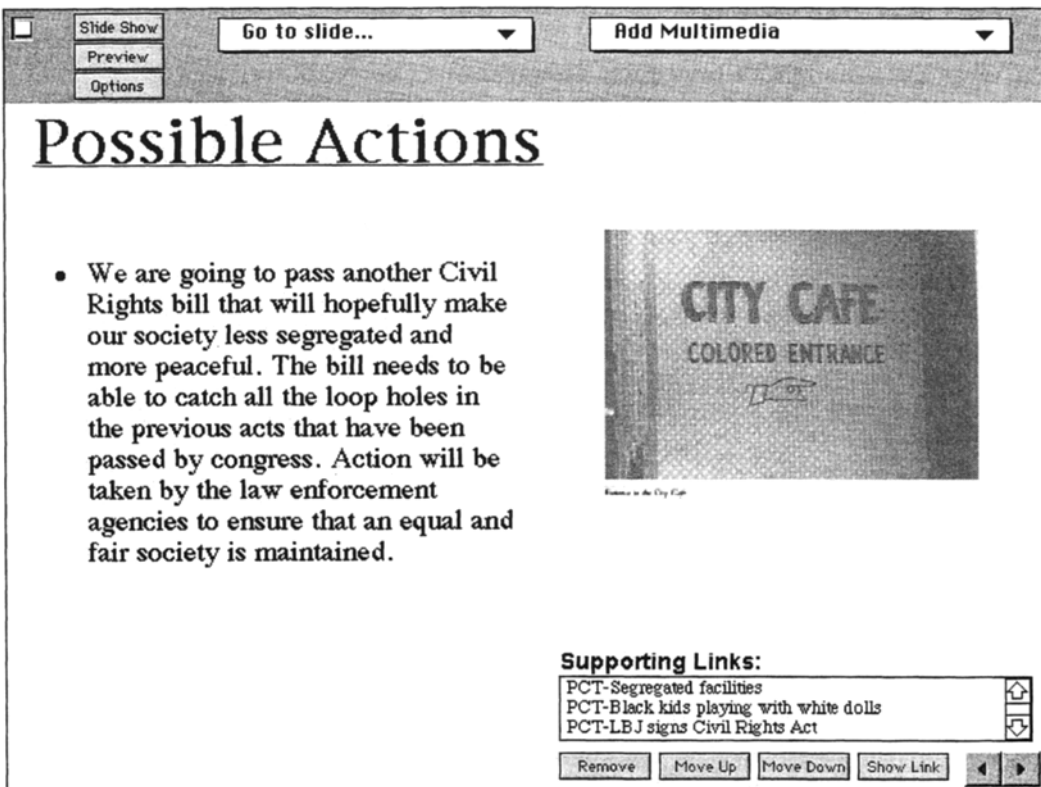 Slide Show
Preview
Options
Go to slide...
Add Multimedia
Possible Actions
• We are going to pass another Civil
Rights bill that will hopefully make
our society less segregated and
more peaceful. The bill needs to be
able to catch all the loop holes in
the previous acts that have been
passed by congress. Action will be
taken by the law enforcement
agencies to ensure that an equal and
fair society is maintained.
CITY CAFE
COLORED ENTRANCE
Entrance to the City Cafe
Supporting Links:
PCT-Segregated facilities
PCT-Black kids playing with white dolls
PCT-LBJ signs Civil Rights Act
Remove
Move Up
Move Down
Show Link